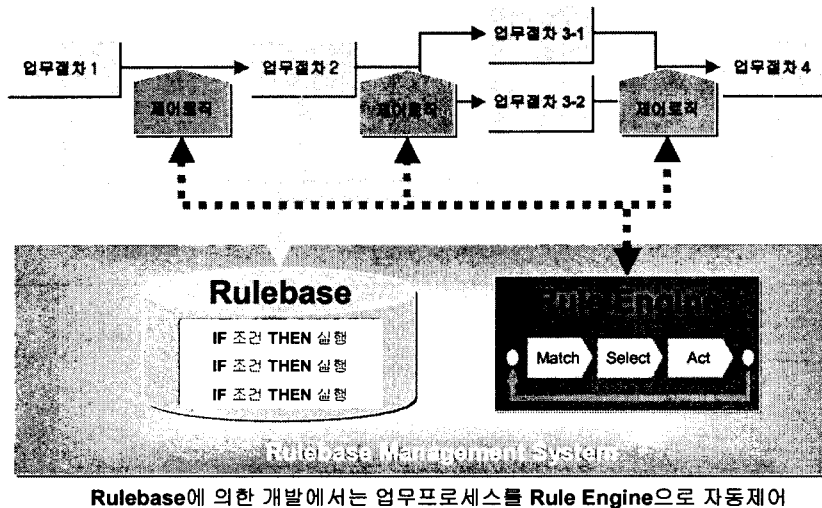 업무절차 1
업무절차 2
업무절차 3-1
업무절차 3-2
업무절차 4
제어로직
제어로직
제어로직
Rulebase
IF 조건 THEN 실행
IF 조건 THEN 실행
IF 조건 THEN 실행
Rule Engine
Match
Select
Act
Rulebase Management System
Rulebase에 의한 개발에서는 업무프로세스를 Rule Engine으로 자동제어